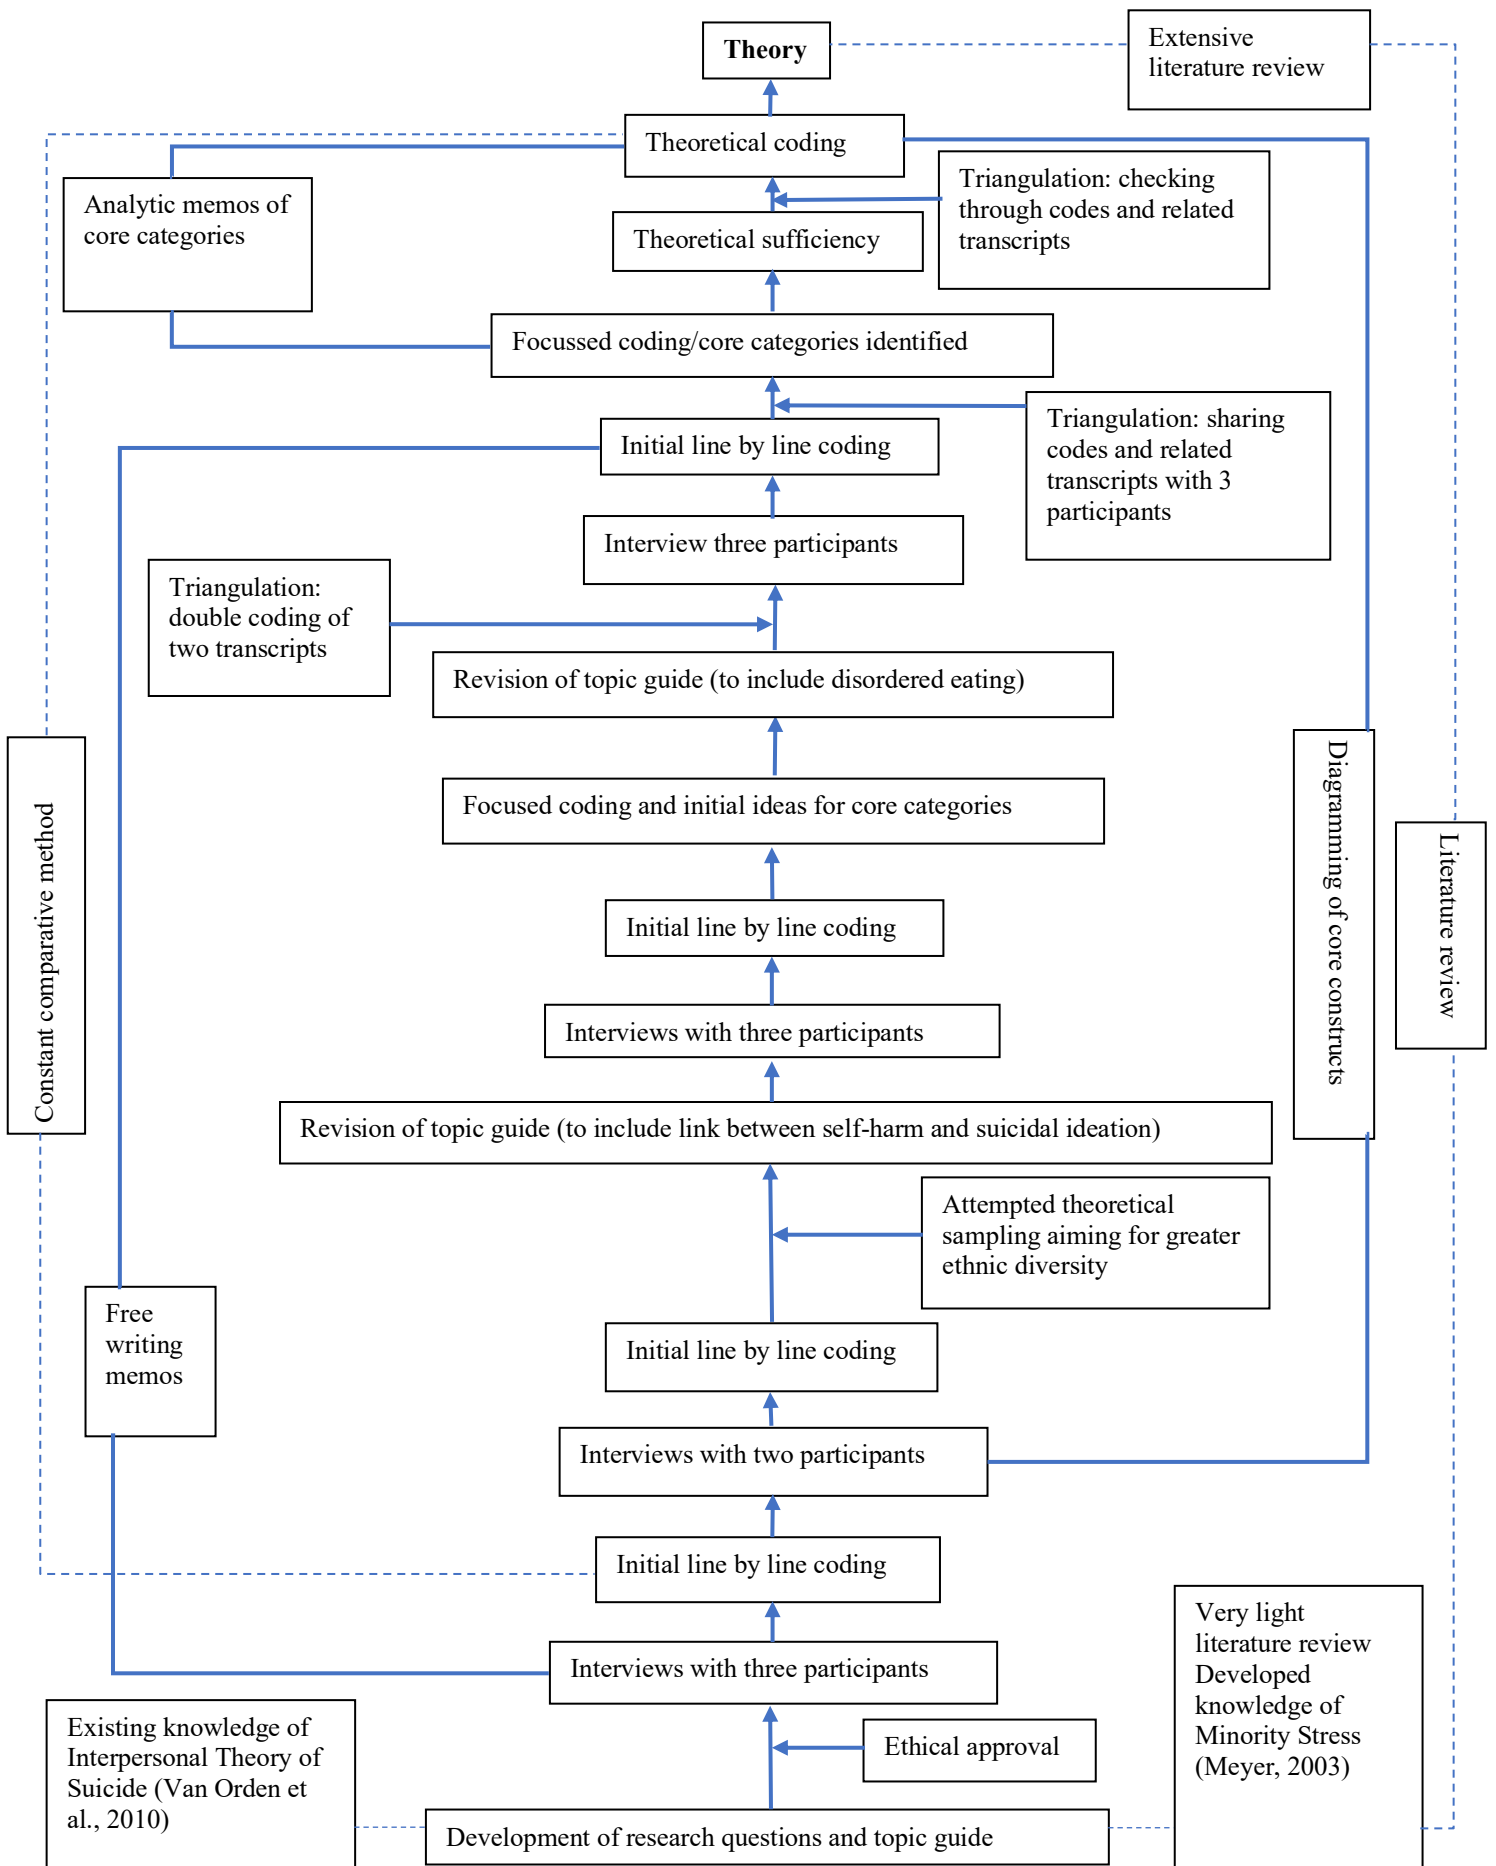 Theory
Extensive
literature review
Theoretical coding
Analytic memos of
core categories
Triangulation: checking
through codes and related
transcripts
Theoretical sufficiency
Focussed coding/core categories identified
Initial line by line coding
Triangulation: sharing
codes and related
transcripts with 3
participants
Interview three participants
Triangulation:
double coding of
two transcripts
Revision of topic guide (to include disordered eating)
Focused coding and initial ideas for core categories
Constant comparative method
Diagramming of core constructs
Literature review
Initial line by line coding
Interviews with three participants
Revision of topic guide (to include link between self-harm and suicidal ideation)
Attempted theoretical
sampling aiming for greater
ethnic diversity
Free
writing
memos
Initial line by line coding
Interviews with two participants
Initial line by line coding
Interviews with three participants
Very light
literature review
Developed
knowledge of
Minority Stress
(Meyer, 2003)
Existing knowledge of
Interpersonal Theory of
Suicide (Van Orden et
al., 2010)
Ethical approval
Development of research questions and topic guide